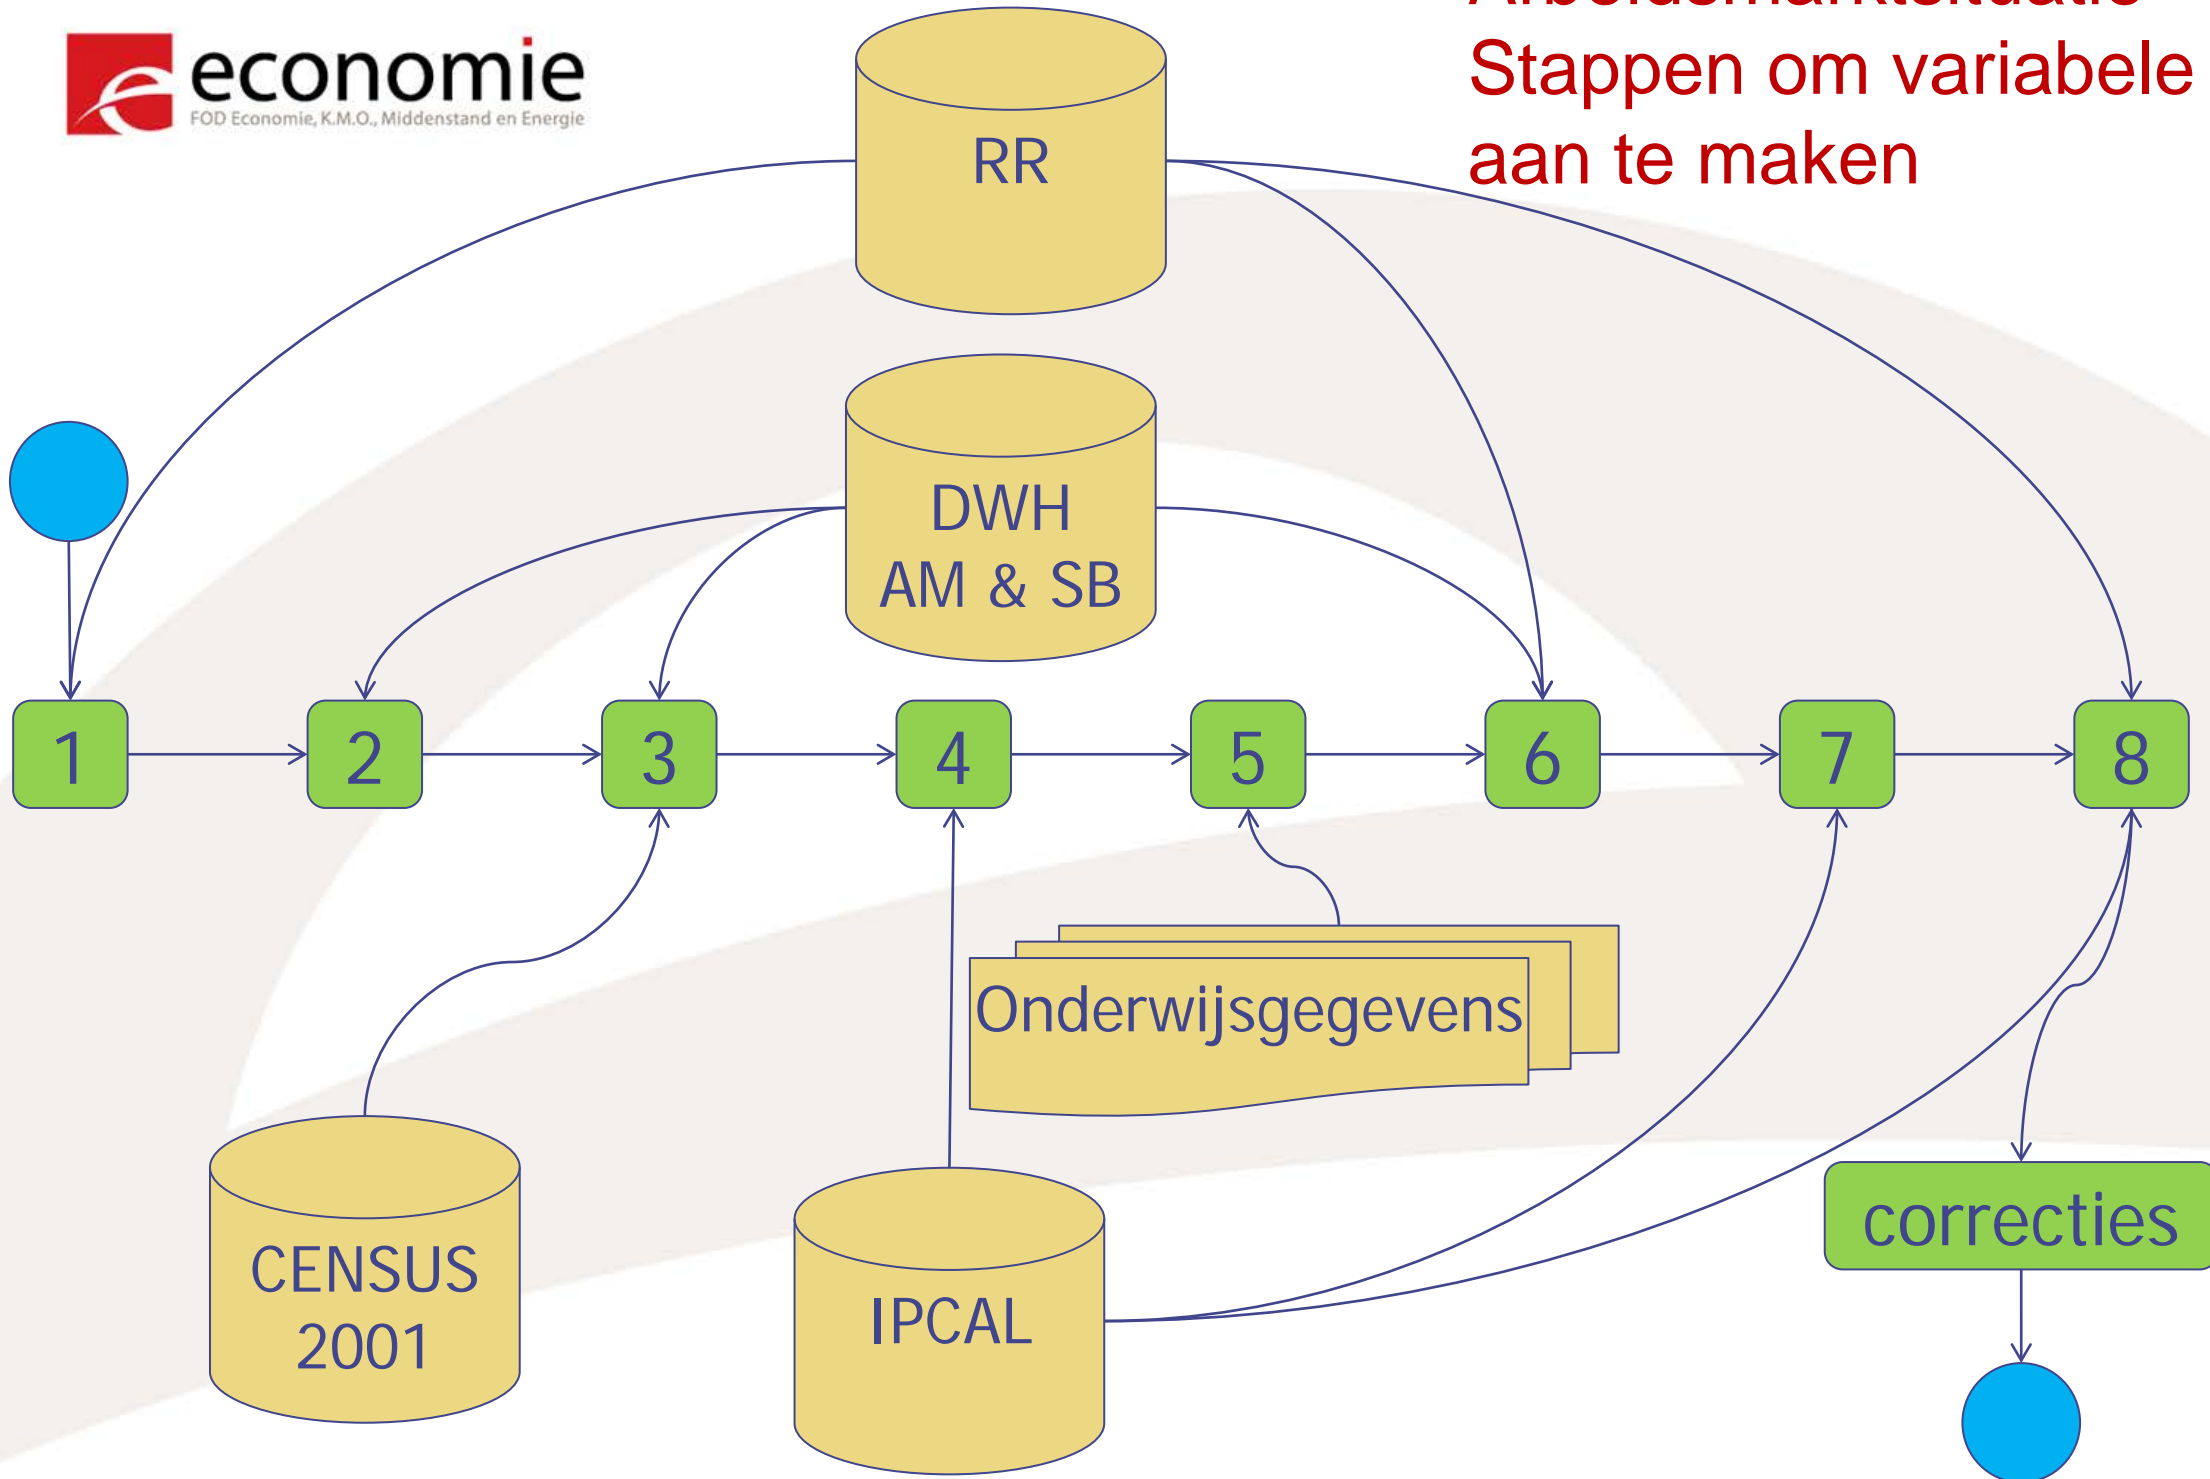 economie
FOD Economie, K.M.O., Middenstand en Energie
Arbeidsmarktsituatie
Stappen om variabele
aan te maken
RR
DWH
AM & SB
1
2
3
4
5
6
7
8
Onderwijsgegevens
CENSUS
2001
IPCAL
correcties